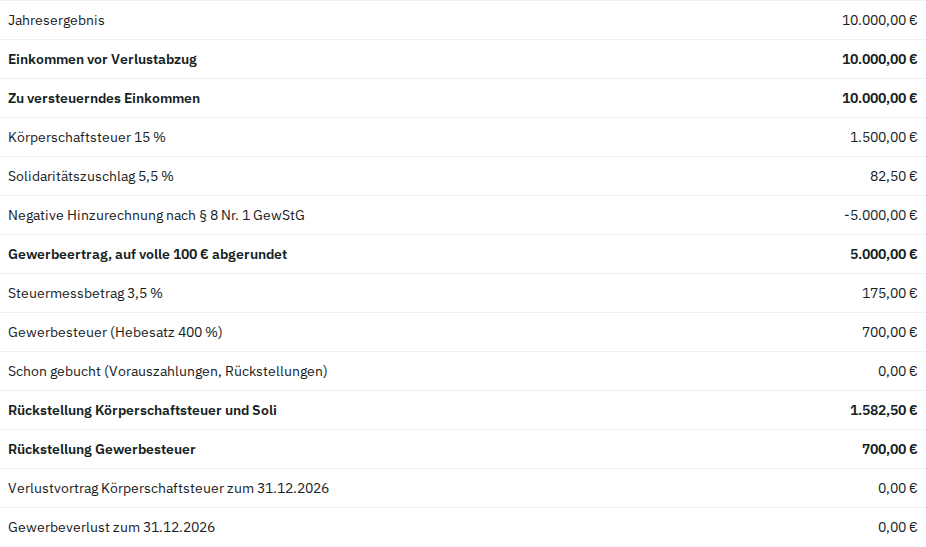 Jahresergebnis 10.000,00 €
Einkommen vor Verlustabzug 10.000,00 €
Zu versteuerndes Einkommen 10.000,00 €
Körperschaftsteuer 15 % 1.500,00 €
Solidaritätszuschlag 5,5 % 82,50 €
Negative Hinzurechnung nach § 8 Nr. 1 GewStG -5.000,00 €
Gewerbeertrag, auf volle 100 € abgerundet 5.000,00 €
Steuermessbetrag 3,5 % 175,00 €
Gewerbesteuer (Hebesatz 400 %) 700,00 €
Schon gebucht (Vorauszahlungen, Rückstellungen) 0,00 €
Rückstellung Körperschaftsteuer und Soli 1.582,50 €
Rückstellung Gewerbesteuer 700,00 €
Verlustvortrag Körperschaftsteuer zum 31.12.2026 0,00 €
Gewerbeverlust zum 31.12.2026 0,00 €